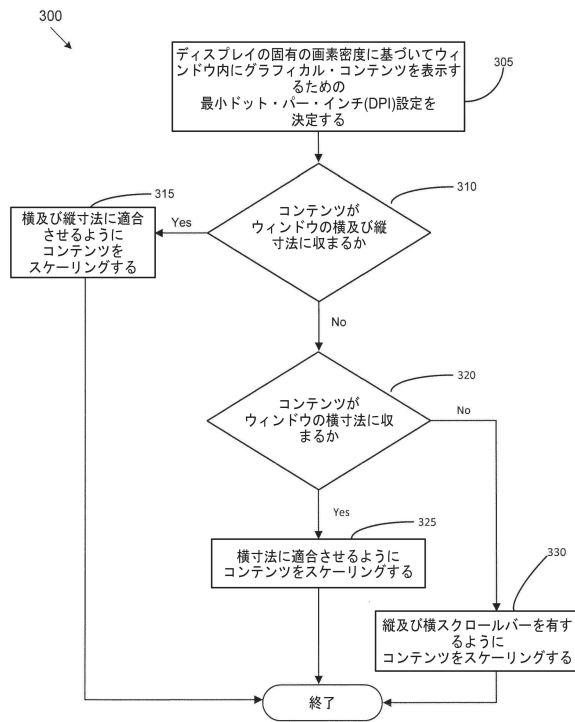 300
ディスプレイの固有の画素密度に基づいてウィ
ンドウ内にグラフィカル・コンテンツを表示す
るための
最小ドット・パー・インチ(DPI)設定を
決定する
305
315
310
横及び縦寸法に適合
させるように
コンテンツを
スケーリングする
Yes
コンテンツが
ウィンドウの横及び縦
寸法に収まるか
No
320
コンテンツが
ウィンドウの横寸法に収
まるか
No
Yes
325
横寸法に適合させるように
コンテンツをスケーリングする
330
縦及び横スクロールバーを有す
るように
コンテンツをスケーリングする
終了